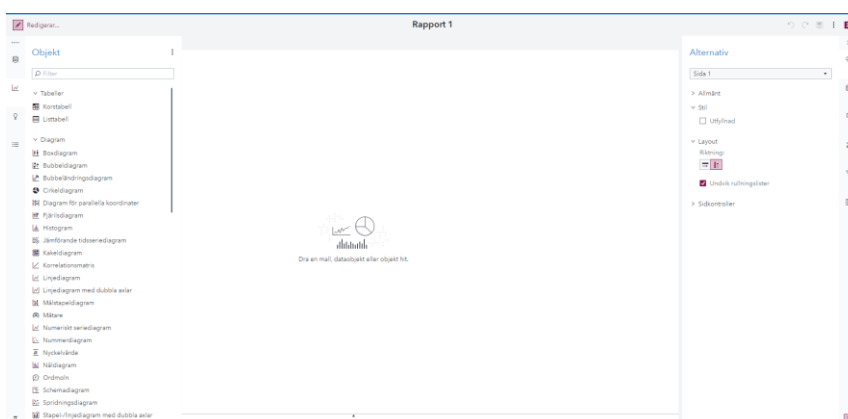 Redigerar...
Rapport 1
Objekt
Filter
Tabeller
Korstabell
Listtabell
Diagram
Boxdiagram
Bubbeldiagram
Bubbeländringsdiagram
Cirkeldiagram
Diagram för parallella koordinater
Fjärilsdiagram
Histogram
Jämförande tidsseriediagram
Kakeldiagram
Korrelationsmatris
Linjediagram
Linjediagram med dubbla axlar
Målstapeldiagram
Mätare
Numeriskt seriediagram
Nummerdiagram
Nyckelvärde
Nåldiagram
Ordmoln
Schemadiagram
Spridningsdiagram
Stapel-/linjediagram med dubbla axlar
Dra en mall, dataobjekt eller objekt hit.
Alternativ
Sida 1
Allmänt
Stil
Utfyllnad
Layout
Riktning:
Undvik rullningslister
Sidkontroller